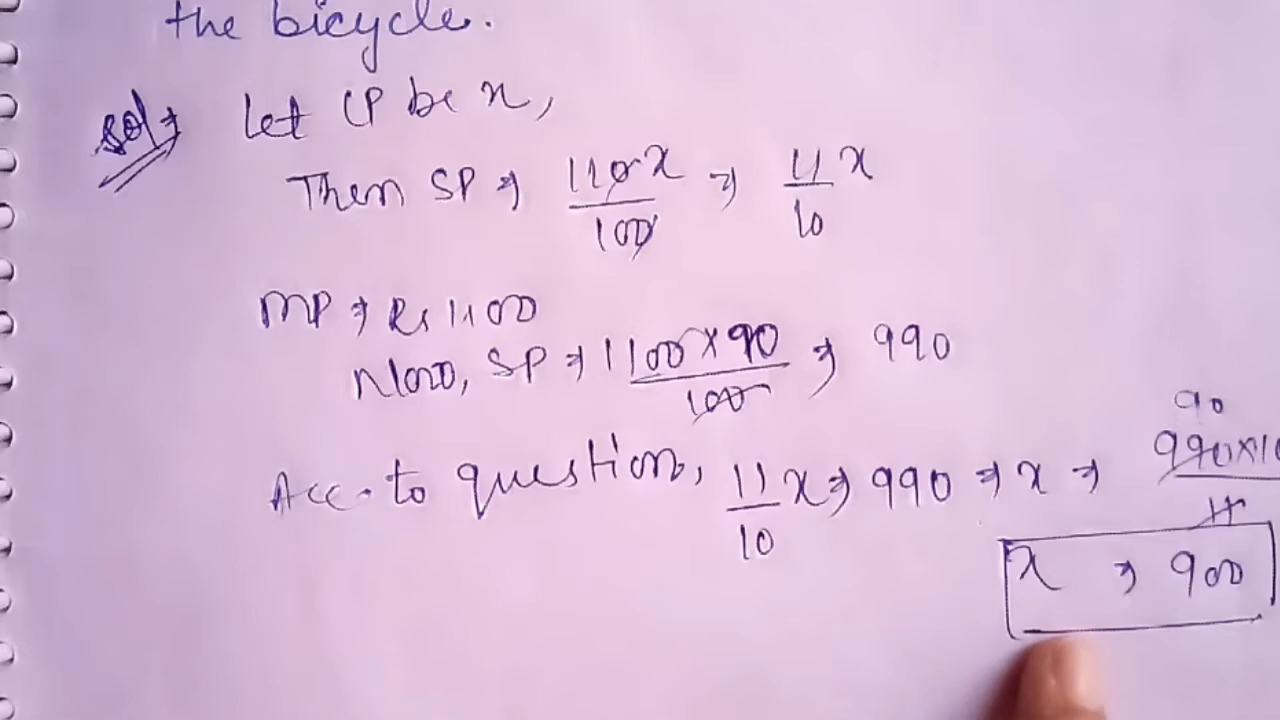 the bicycle.
Sol→ Let CP be x,
Then SP → 110x/100 → 11/10 x
MP → Rs 1100
Now, SP → 1100×90/100 → 990
Acc. to question, 11/10 x → 990 → x → 990×10/11
90
x → 900